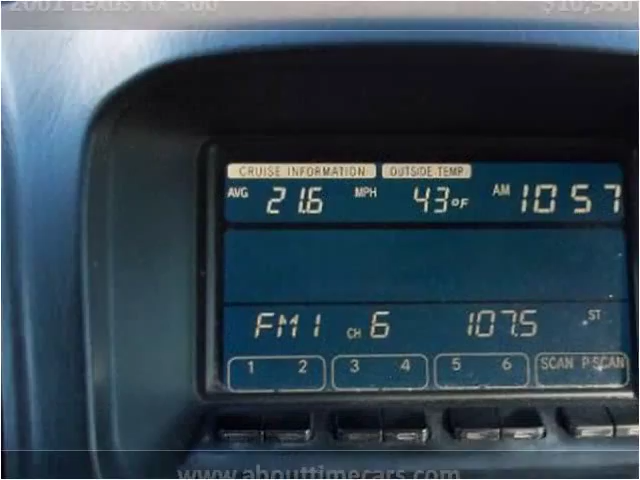 2001 Lexus RX 300 $10,950
CRUISE INFORMATION OUTSIDE TEMP
AVG 21.6 MPH 43°F AM 10 57
FM1 CH 6 107.5 ST
1 2 3 4 5 6 SCAN P·SCAN
www.abouttimecars.com